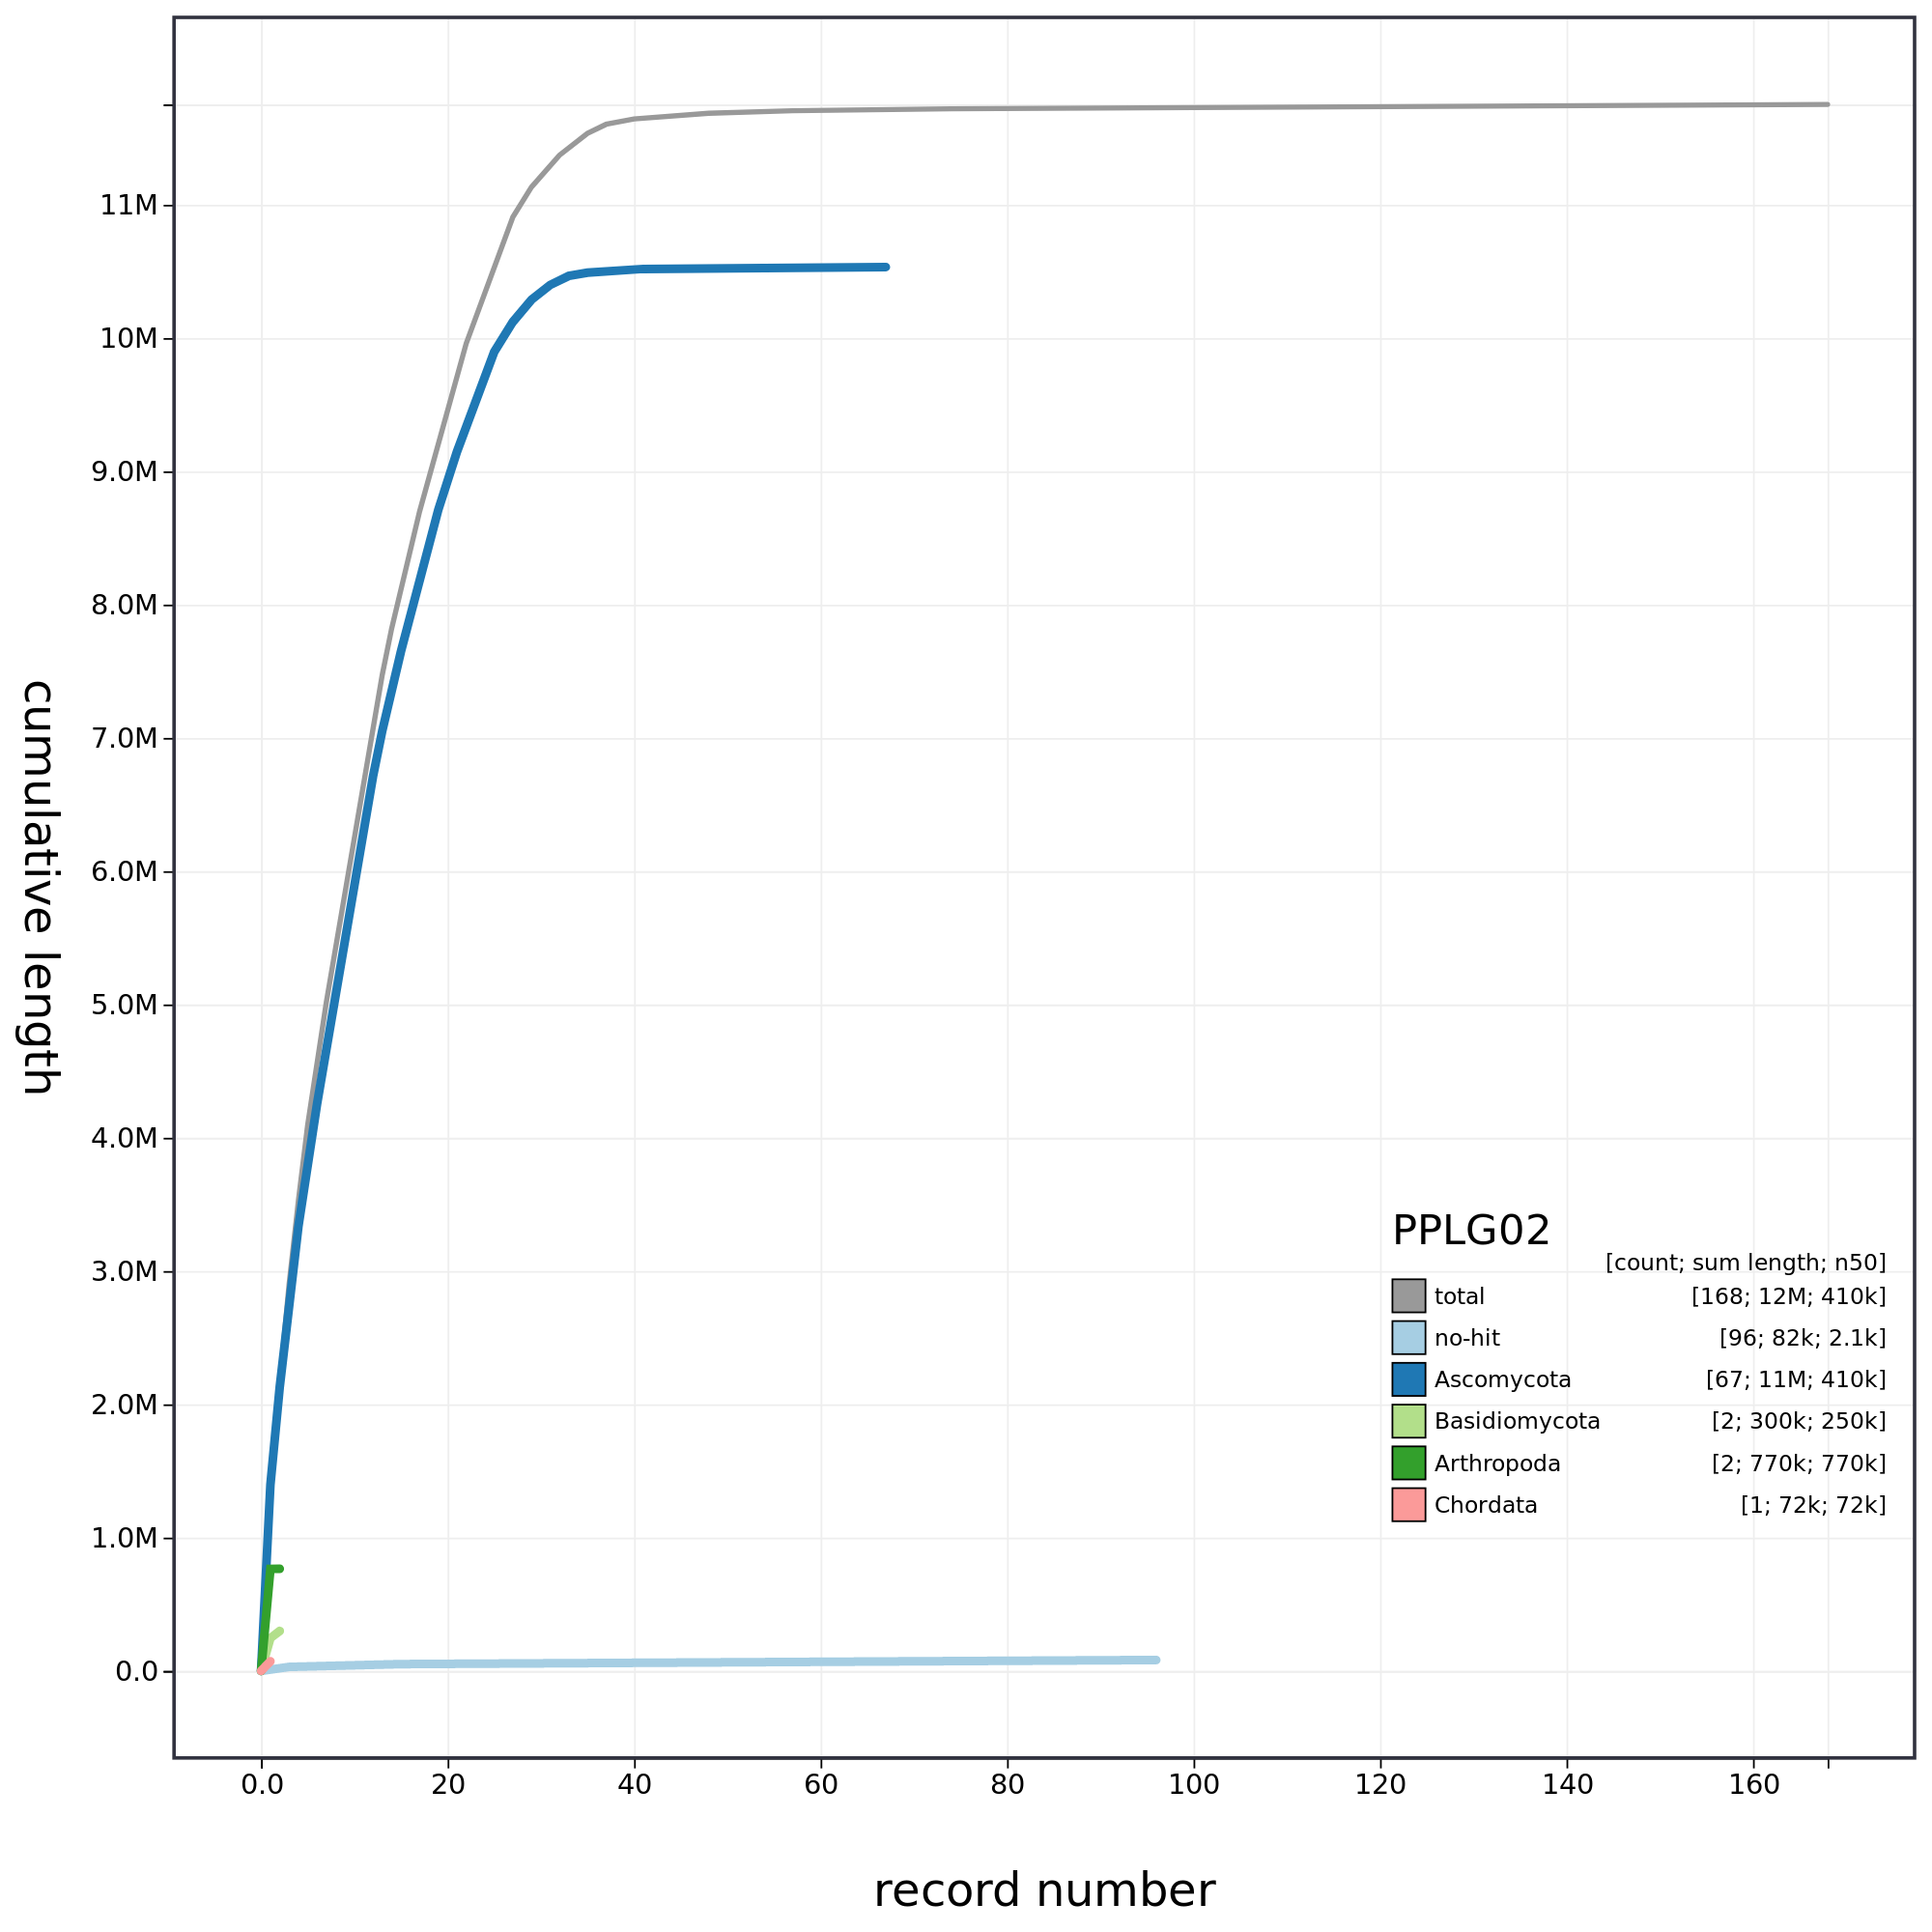 cumulative length
11M
10M
9.0M
8.0M
7.0M
6.0M
5.0M
4.0M
3.0M
2.0M
1.0M
0.0
PPLG02
[count; sum length; n50]
total [168; 12M; 410k]
no-hit [96; 82k; 2.1k]
Ascomycota [67; 11M; 410k]
Basidiomycota [2; 300k; 250k]
Arthropoda [2; 770k; 770k]
Chordata [1; 72k; 72k]
0.0 20 40 60 80 100 120 140 160
record number